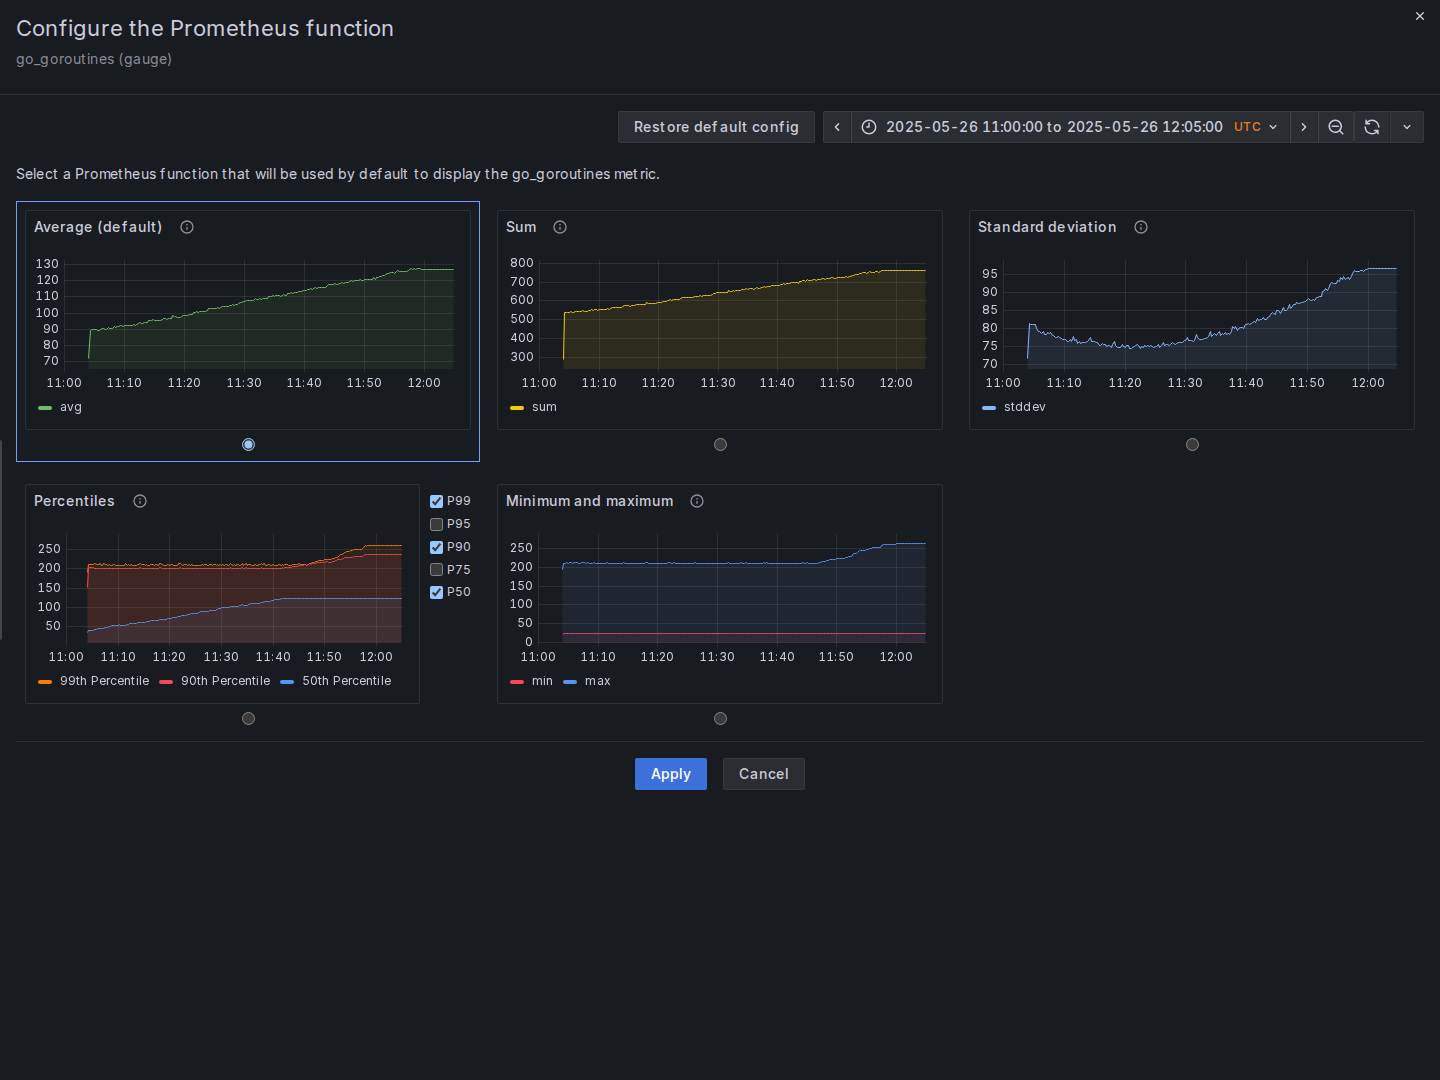 Configure the Prometheus function
go_goroutines (gauge)
Restore default config
2025-05-26 11:00:00 to 2025-05-26 12:05:00 UTC
Select a Prometheus function that will be used by default to display the go_goroutines metric.
Average (default)
130
120
110
100
90
80
70
11:00 11:10 11:20 11:30 11:40 11:50 12:00
avg
Sum
800
700
600
500
400
300
11:00 11:10 11:20 11:30 11:40 11:50 12:00
sum
Standard deviation
95
90
85
80
75
70
11:00 11:10 11:20 11:30 11:40 11:50 12:00
stddev
Percentiles
250
200
150
100
50
11:00 11:10 11:20 11:30 11:40 11:50 12:00
99th Percentile 90th Percentile 50th Percentile
P99
P95
P90
P75
P50
Minimum and maximum
250
200
150
100
50
0
11:00 11:10 11:20 11:30 11:40 11:50 12:00
min max
Apply Cancel